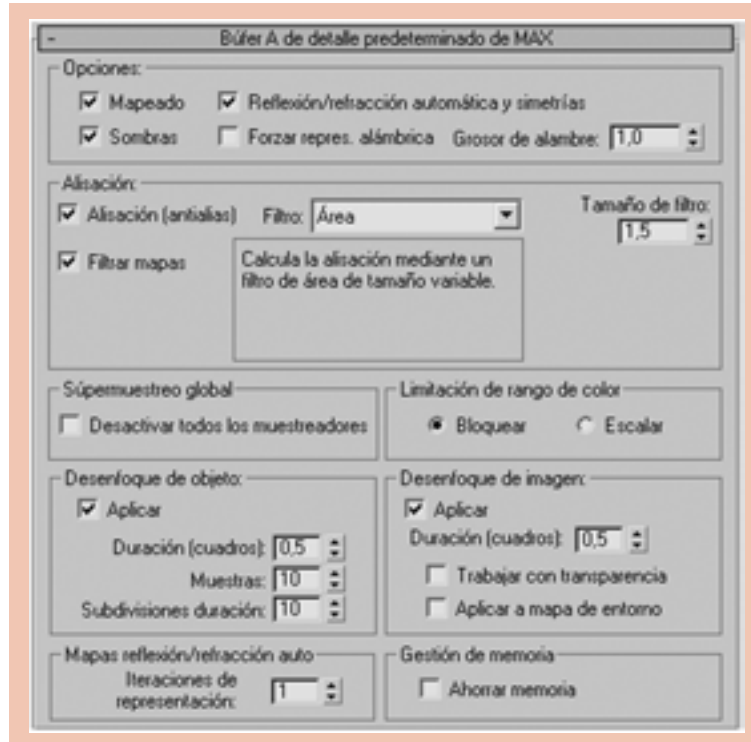 - Búfer A de detalle predeterminado de MAX
Opciones:
Mapeado Reflexión/refracción automática y simetrías
Sombras Forzar repres. alámbrica Grosor de alambre: 1,0
Alisación:
Alisación (antialias) Filtro: Área Tamaño de filtro:
1,5
Filtrar mapas Calcula la alisación mediante un
filtro de área de tamaño variable.
Súpermuestreo global Limitación de rango de color
Desactivar todos los muestreadores Bloquear Escalar
Desenfoque de objeto: Desenfoque de imagen:
Aplicar Aplicar
Duración (cuadros): 0,5 Duración (cuadros): 0,5
Muestras: 10 Trabajar con transparencia
Subdivisiones duración: 10 Aplicar a mapa de entorno
Mapas reflexión/refracción auto Gestión de memoria
Iteraciones de
representación: 1 Ahorrar memoria